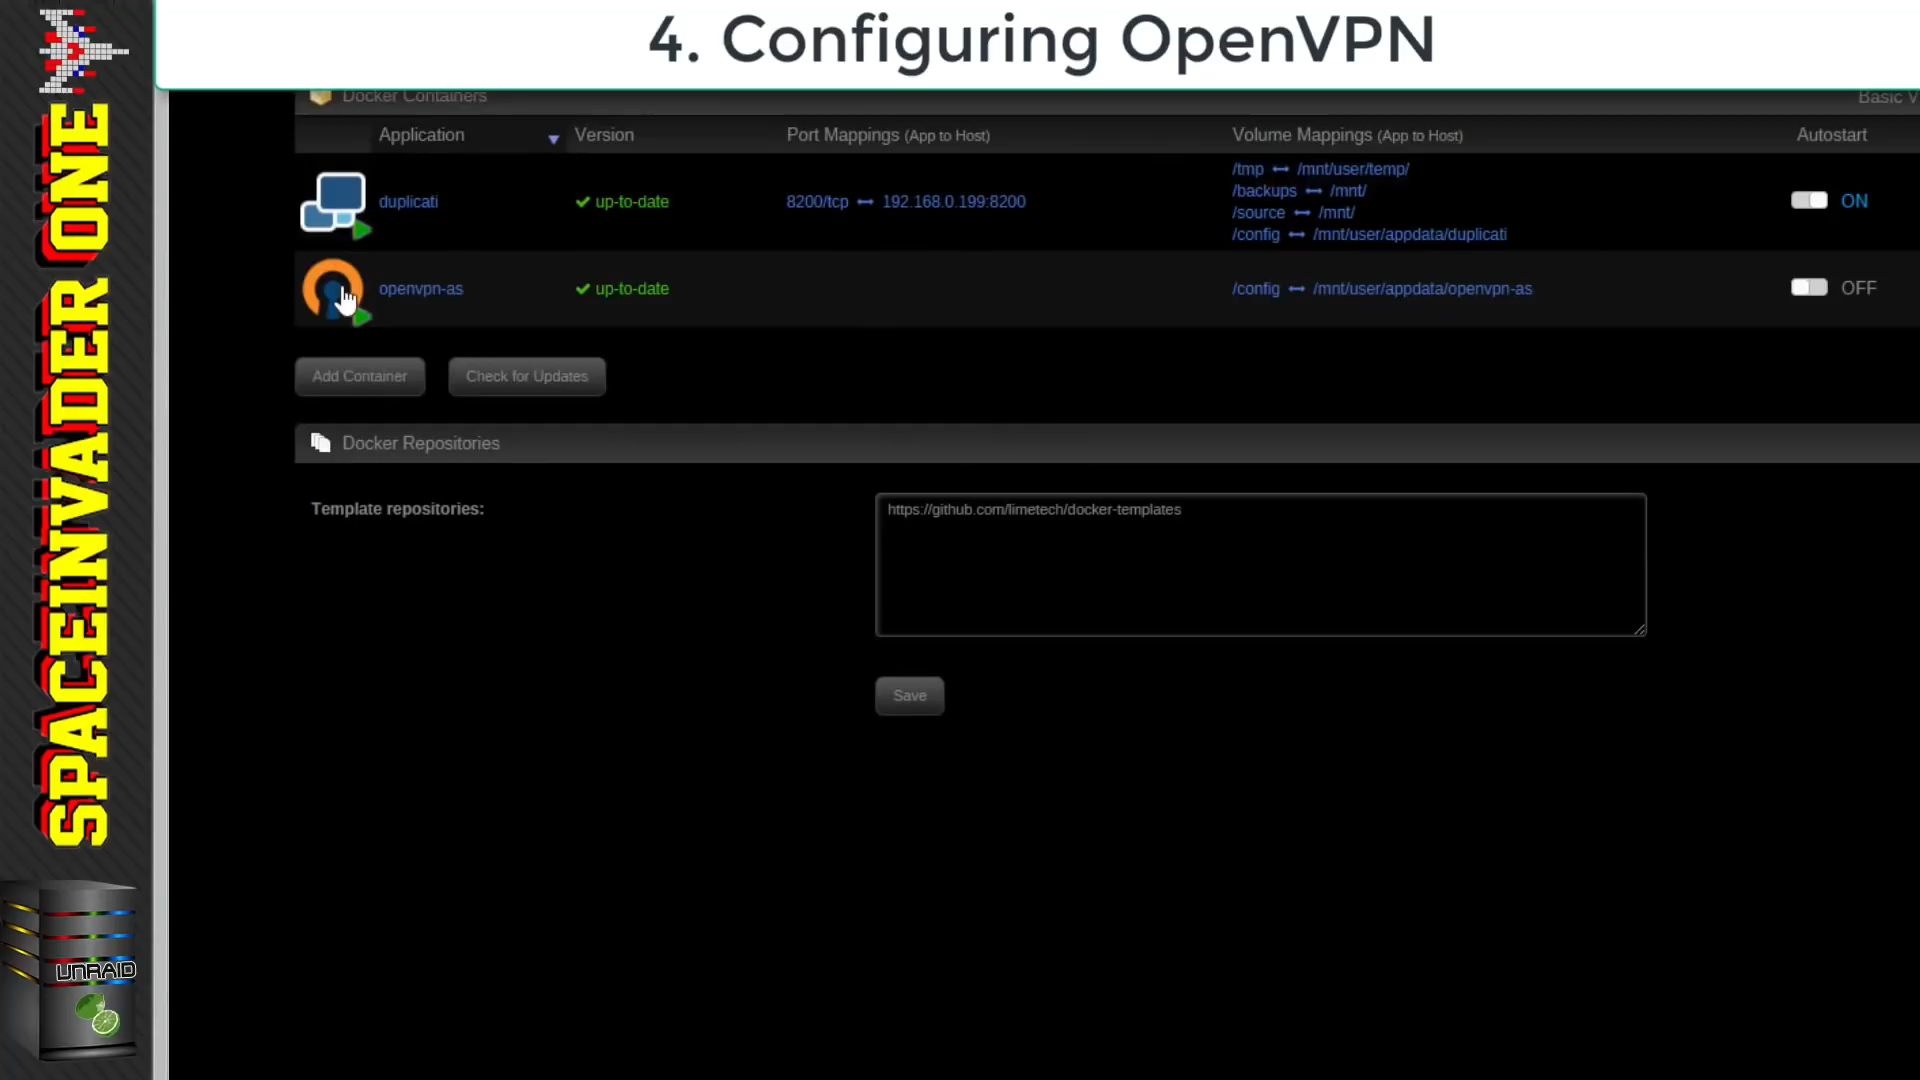 4. Configuring OpenVPN
Docker Containers
Basic V
Application
Version
Port Mappings (App to Host)
Volume Mappings (App to Host)
Autostart
duplicati
up-to-date
8200/tcp ↔ 192.168.0.199:8200
/tmp ↔ /mnt/user/temp/
/backups ↔ /mnt/
/source ↔ /mnt/
/config ↔ /mnt/user/appdata/duplicati
ON
openvpn-as
up-to-date
/config ↔ /mnt/user/appdata/openvpn-as
OFF
Add Container
Check for Updates
Docker Repositories
Template repositories:
https://github.com/limetech/docker-templates
Save
SPACEINVADER ONE
UNRAID